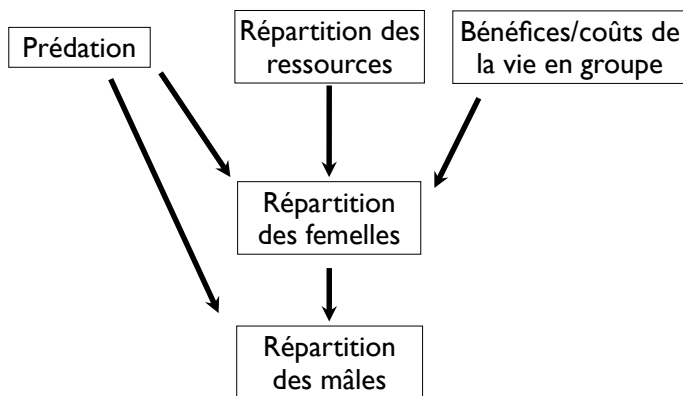 Prédation
Répartition des
ressources
Bénéfices/coûts de
la vie en groupe
Répartition
des femelles
Répartition
des mâles